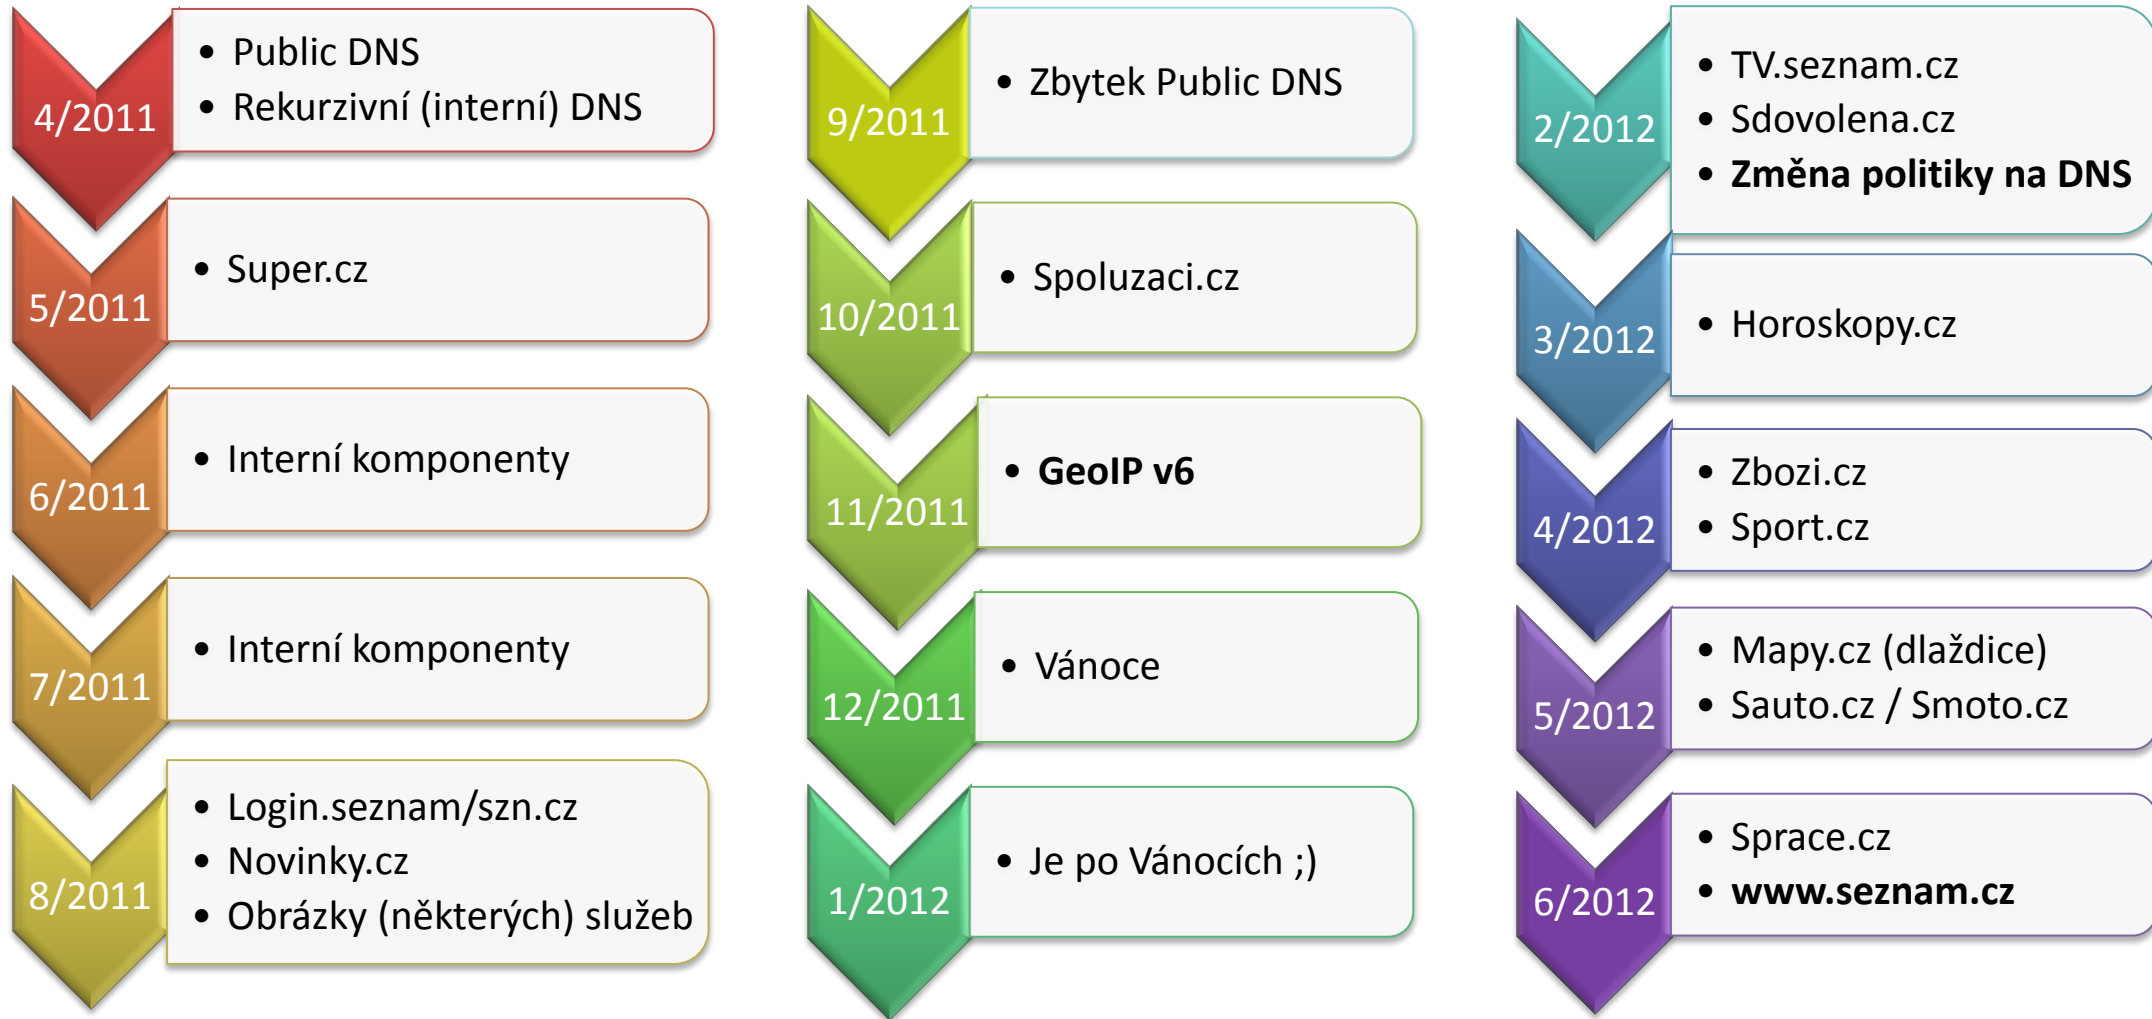 4/2011
• Public DNS
• Rekurzivní (interní) DNS
5/2011
• Super.cz
6/2011
• Interní komponenty
7/2011
• Interní komponenty
8/2011
• Login.seznam/szn.cz
• Novinky.cz
• Obrázky (některých) služeb
9/2011
• Zbytek Public DNS
10/2011
• Spoluzaci.cz
11/2011
• GeoIP v6
12/2011
• Vánoce
1/2012
• Je po Vánocích ;)
2/2012
• TV.seznam.cz
• Sdovolena.cz
• Změna politiky na DNS
3/2012
• Horoskopy.cz
4/2012
• Zbozi.cz
• Sport.cz
5/2012
• Mapy.cz (dlaždice)
• Sauto.cz / Smoto.cz
6/2012
• Sprace.cz
• www.seznam.cz